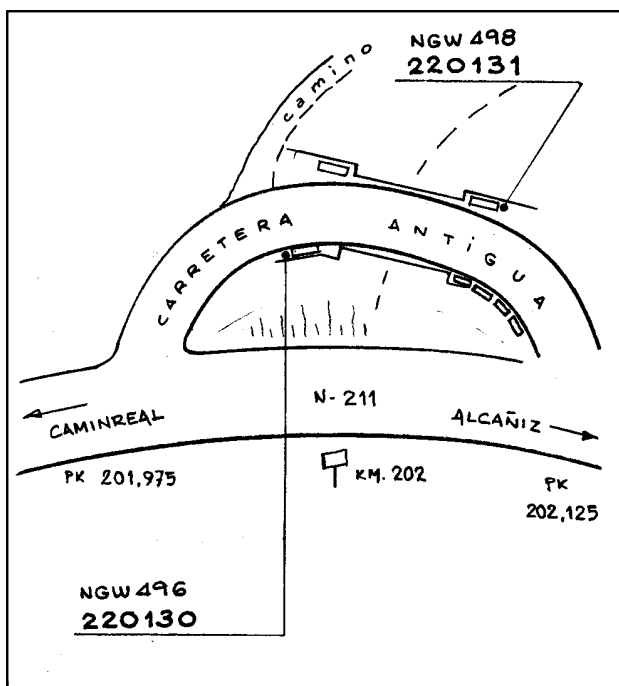 NGW 498
220131
camino
CARRETERA ANTÍGUA
N-211
CAMINREAL
ALCAÑIZ
PK 201,975
KM. 202
PK
202,125
NGW 496
220130